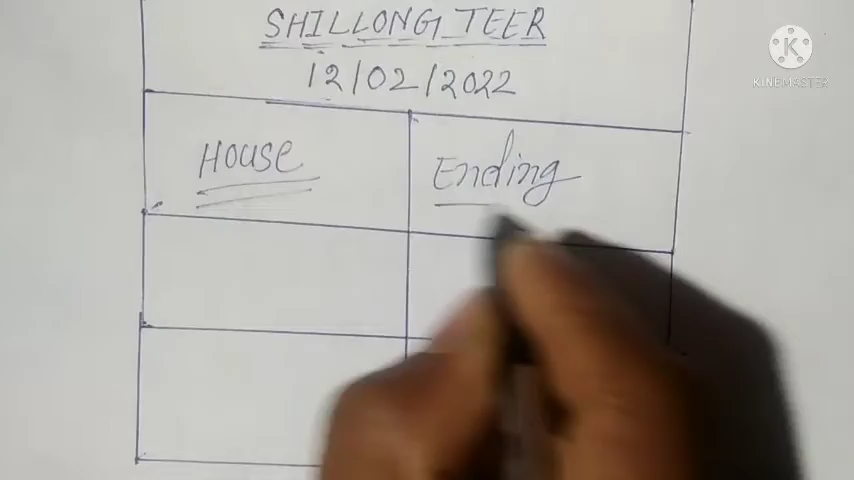 SHILLONG TEER
12/02/2022
House
Ending
K
KINEMASTER